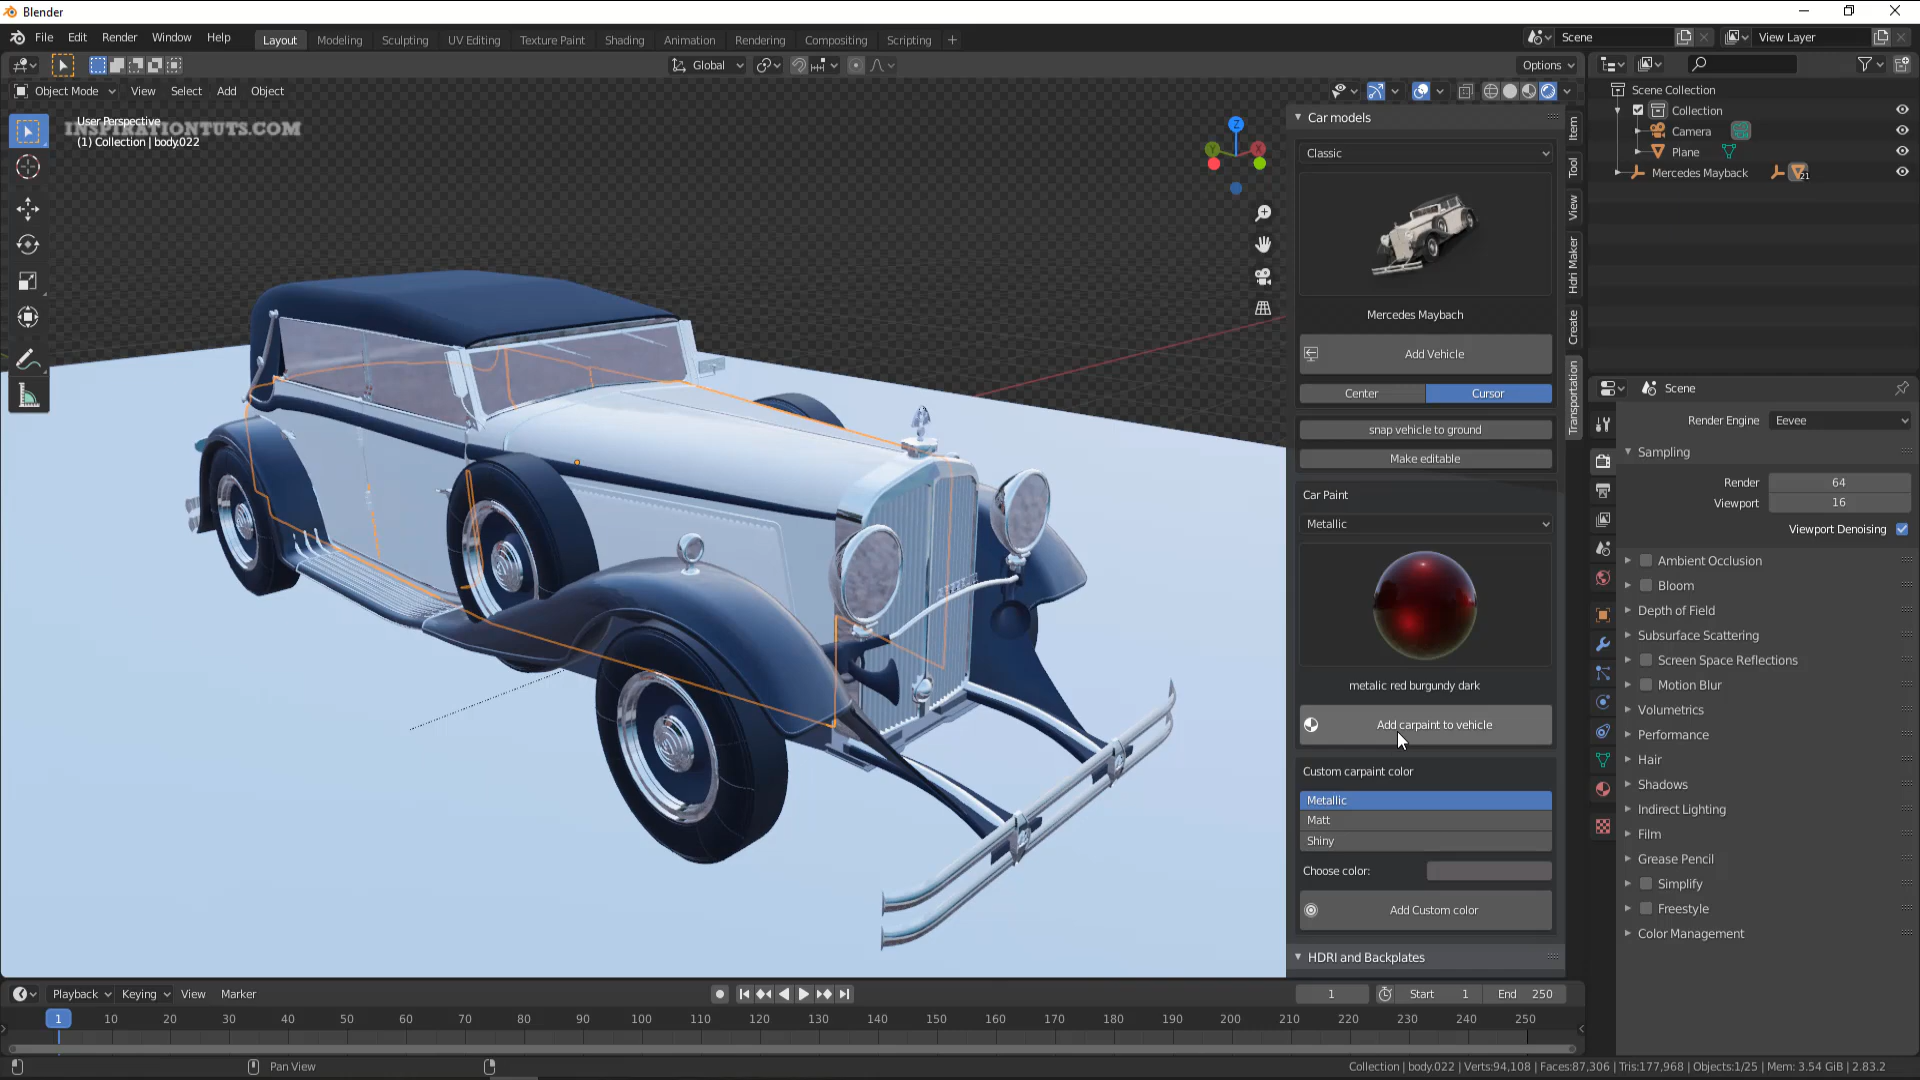 Blender
File Edit Render Window Help
Layout Modeling Sculpting UV Editing Texture Paint Shading Animation Rendering Compositing Scripting +
Scene
View Layer
Global
Options
Object Mode View Select Add Object
User Perspective
INSPIRATIONTUTS.COM
(1) Collection | body.022
Z
Y
X
Car models
Classic
Mercedes Maybach
Add Vehicle
Center Cursor
snap vehicle to ground
Make editable
Car Paint
Metallic
metalic red burgundy dark
Add carpaint to vehicle
Custom carpaint color
Metallic
Matt
Shiny
Choose color:
Add Custom color
HDRI and Backplates
Item
Tool
View
Hdri Maker
Create
Transportation
Scene Collection
Collection
Camera
Plane
Mercedes Mayback 21
Scene
Render Engine Eevee
Sampling
Render 64
Viewport 16
Viewport Denoising
Ambient Occlusion
Bloom
Depth of Field
Subsurface Scattering
Screen Space Reflections
Motion Blur
Volumetrics
Performance
Hair
Shadows
Indirect Lighting
Film
Grease Pencil
Simplify
Freestyle
Color Management
Playback Keying View Marker
1 Start 1 End 250
1 10 20 30 40 50 60 70 80 90 100 110 120 130 140 150 160 170 180 190 200 210 220 230 240 250
Pan View
Collection | body.022 | Verts:94,108 | Faces:87,306 | Tris:177,968 | Objects:1/25 | Mem: 3.54 GiB | 2.83.2